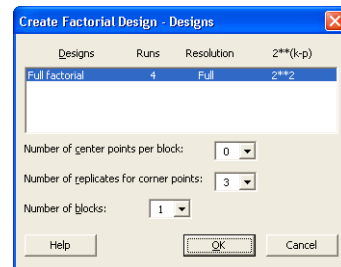 Create Factorial Design - Designs
Designs Runs Resolution 2**(k-p)
Full factorial 4 Full 2**2
Number of center points per block: 0
Number of replicates for corner points: 3
Number of blocks: 1
Help OK Cancel